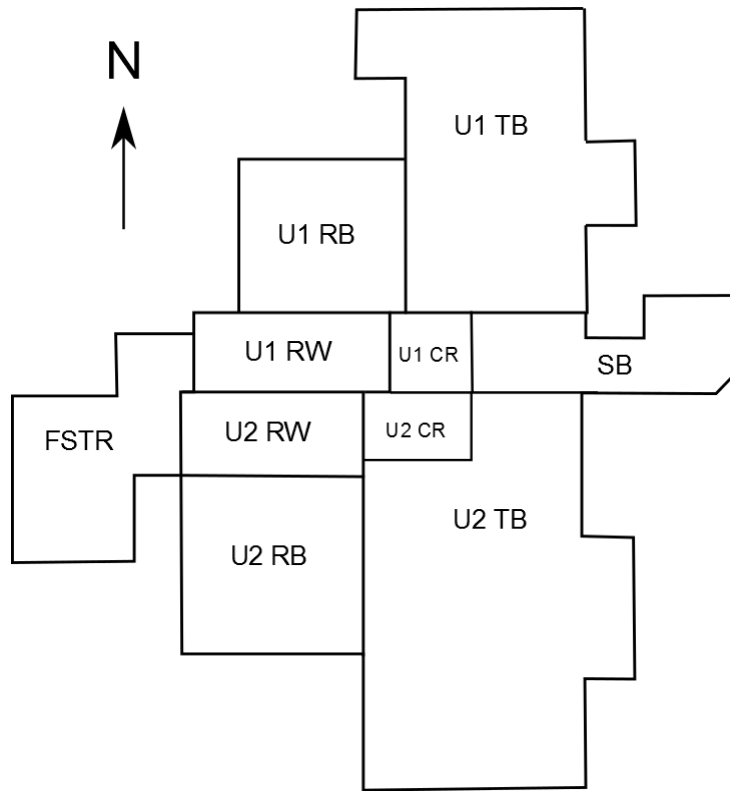 N
U1 TB
U1 RB
U1 RW
U1 CR
SB
FSTR
U2 RW
U2 CR
U2 TB
U2 RB